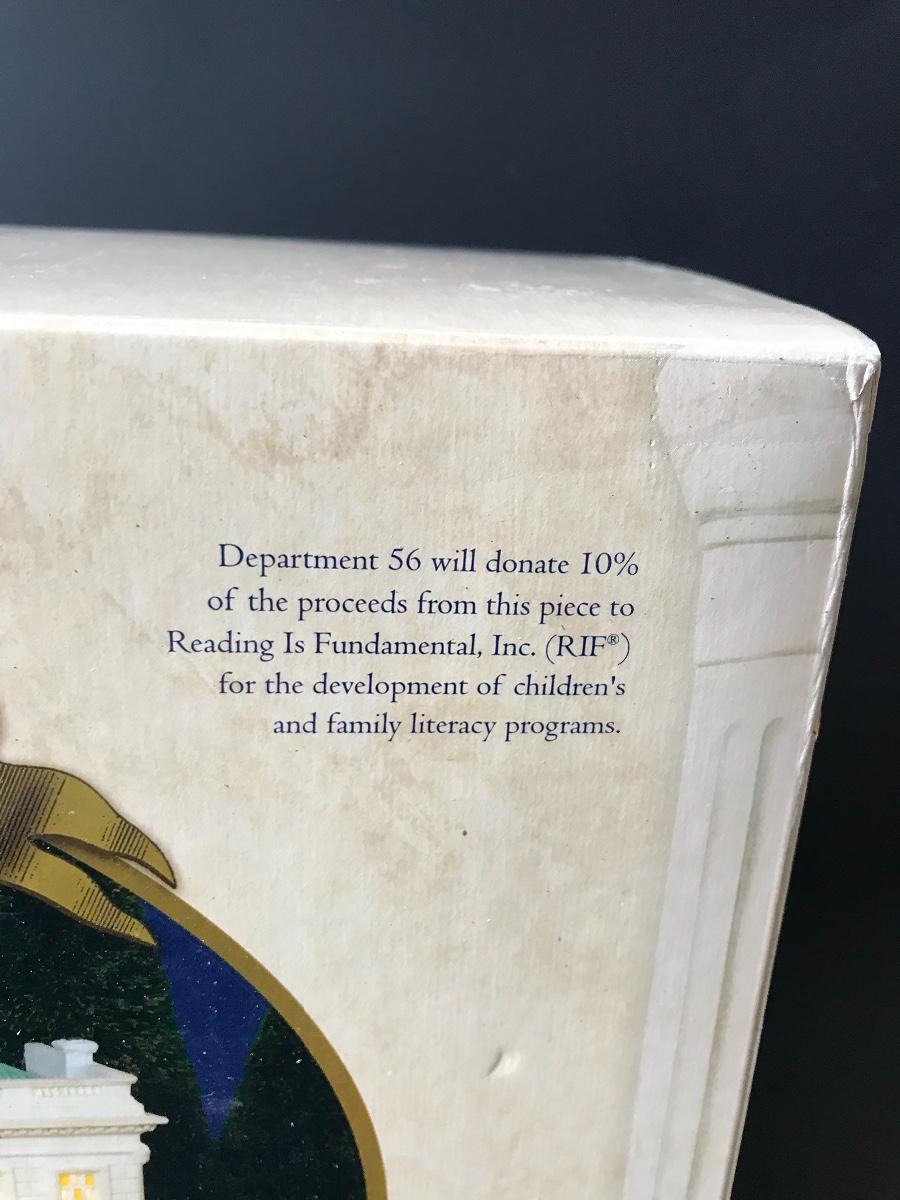 Department 56 will donate 10%
of the proceeds from this piece to
Reading Is Fundamental, Inc. (RIF®)
for the development of children's
and family literacy programs.